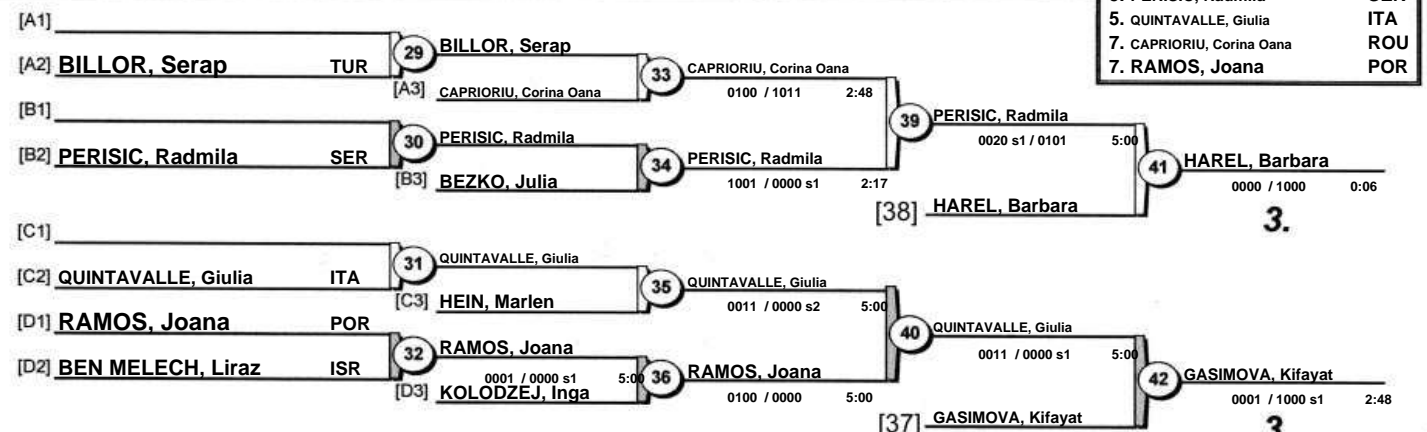 5. QUINTAVALLE, Giulia ITA
7. CAPRIORIU, Corina Oana ROU
7. RAMOS, Joana POR
[A1]
29 BILLOR, Serap
[A2] BILLOR, Serap TUR
33 CAPRIORIU, Corina Oana
[A3] CAPRIORIU, Corina Oana
0100 / 1011 2:48
[B1]
39 PERISIC, Radmila
30 PERISIC, Radmila
0020 s1 / 0101 5:00
[B2] PERISIC, Radmila SER
34 PERISIC, Radmila
41 HAREL, Barbara
[B3] BEZKO, Julia
1001 / 0000 s1 2:17
0000 / 1000 0:06
[38] HAREL, Barbara
3.
[C1]
31 QUINTAVALLE, Giulia
[C2] QUINTAVALLE, Giulia ITA
35 QUINTAVALLE, Giulia
[C3] HEIN, Marlen
0011 / 0000 s2 5:00
[D1] RAMOS, Joana POR
40 QUINTAVALLE, Giulia
32 RAMOS, Joana
0011 / 0000 s1 5:00
[D2] BEN MELECH, Liraz ISR
0001 / 0000 s1 5:00
36 RAMOS, Joana
42 GASIMOVA, Kifayat
[D3] KOLODZEJ, Inga
0100 / 0000 5:00
0001 / 1000 s1 2:48
[37] GASIMOVA, Kifayat
3.